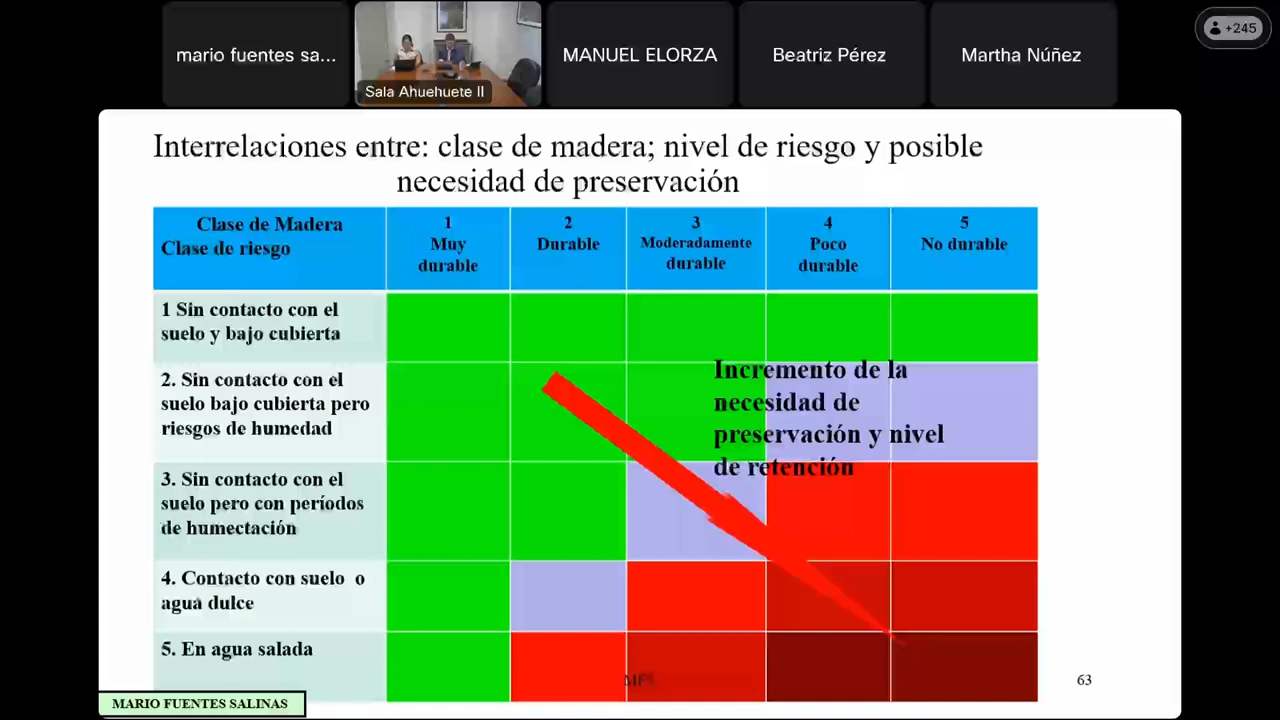 mario fuentes sa...
Sala Ahuehuete II
MANUEL ELORZA
Beatriz Pérez
Martha Núñez
+245
Interrelaciones entre: clase de madera; nivel de riesgo y posible
necesidad de preservación
Clase de Madera
Clase de riesgo
1
Muy
durable
2
Durable
3
Moderadamente
durable
4
Poco
durable
5
No durable
1 Sin contacto con el
suelo y bajo cubierta
2. Sin contacto con el
suelo bajo cubierta pero
riesgos de humedad
3. Sin contacto con el
suelo pero con períodos
de humectación
4. Contacto con suelo o
agua dulce
5. En agua salada
Incremento de la
necesidad de
preservación y nivel
de retención
63
MARIO FUENTES SALINAS